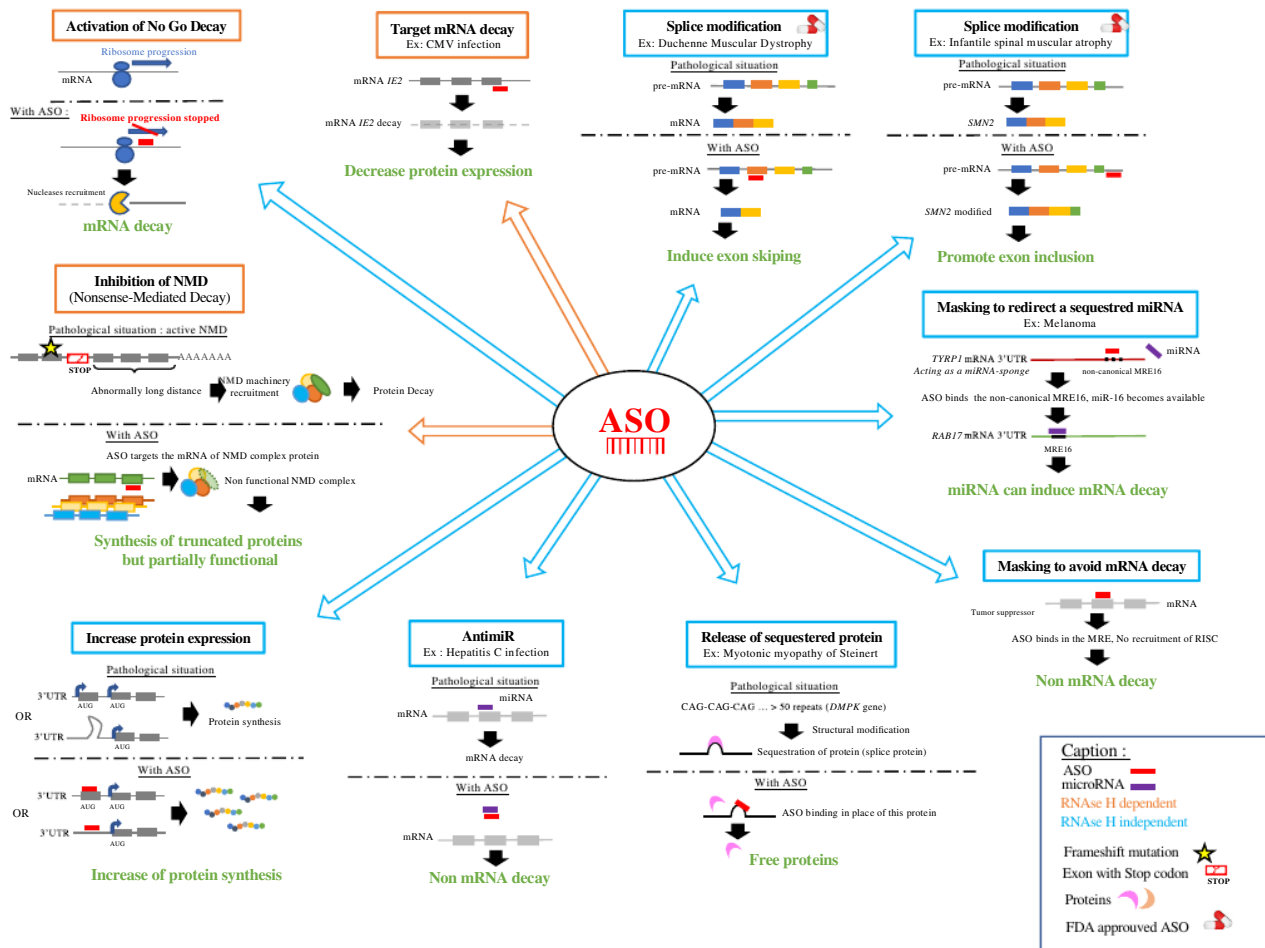 Activation of No Go Decay
Ribosome progression
mRNA
With ASO :
Ribosome progression stopped
Nucleases recruitment
mRNA decay
Target mRNA decay
Ex: CMV infection
mRNA IE2
mRNA IE2 decay
Decrease protein expression
Splice modification
Ex: Duchenne Muscular Dystrophy
Pathological situation
pre-mRNA
mRNA
With ASO
pre-mRNA
mRNA
Induce exon skiping
Splice modification
Ex: Infantile spinal muscular atrophy
Pathological situation
pre-mRNA
SMN2
With ASO
pre-mRNA
SMN2 modified
Promote exon inclusion
Inhibition of NMD
(Nonsense-Mediated Decay)
Pathological situation : active NMD
AAAAAAA
STOP
Abnormally long distance
NMD machinery
recruitment
Protein Decay
With ASO
ASO targets the mRNA of NMD complex protein
mRNA
Non functional NMD complex
Synthesis of truncated proteins
but partially functional
ASO
Masking to redirect a sequestred miRNA
Ex: Melanoma
miRNA
TYRP1 mRNA 3'UTR
Acting as a miRNA-sponge
non-canonical MRE16
ASO binds the non-canonical MRE16, miR-16 becomes available
RAB17 mRNA 3'UTR
MRE16
miRNA can induce mRNA decay
Masking to avoid mRNA decay
Tumor suppressor
mRNA
ASO binds in the MRE, No recruitment of RISC
Non mRNA decay
Increase protein expression
Pathological situation
3'UTR
AUG
AUG
OR
Protein synthesis
3'UTR
AUG
With ASO
3'UTR
AUG
AUG
OR
3'UTR
AUG
Increase of protein synthesis
AntimiR
Ex : Hepatitis C infection
Pathological situation
miRNA
mRNA
mRNA decay
With ASO
mRNA
Non mRNA decay
Release of sequestered protein
Ex: Myotonic myopathy of Steinert
Pathological situation
CAG-CAG-CAG ... > 50 repeats (DMPK gene)
Structural modification
Sequestration of protein (splice protein)
With ASO
ASO binding in place of this protein
Free proteins
Caption :
ASO
microRNA
RNAse H dependent
RNAse H independent
Frameshift mutation
Exon with Stop codon
STOP
Proteins
FDA approuved ASO